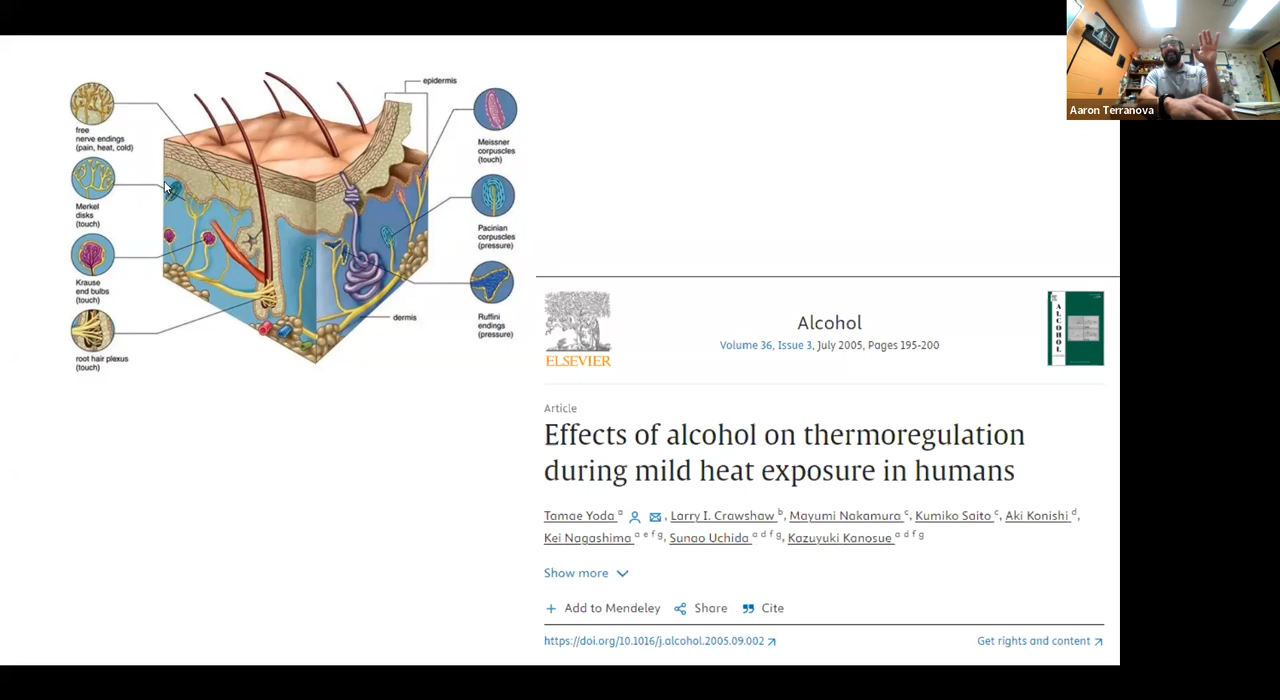 Aaron Terranova
epidermis
free
nerve endings
(pain, heat, cold)
Merkel
disks
(touch)
Krause
end bulbs
(touch)
root hair plexus
(touch)
Meissner
corpuscles
(touch)
Pacinian
corpuscles
(pressure)
Ruffini
endings
(pressure)
dermis
ELSEVIER
Alcohol
Volume 36, Issue 3, July 2005, Pages 195-200
ALCOHOL
Article
Effects of alcohol on thermoregulation
during mild heat exposure in humans
Tamae Yoda a, Larry I. Crawshaw b, Mayumi Nakamura c, Kumiko Saito c, Aki Konishi d,
Kei Nagashima a e f g, Sunao Uchida a d f g, Kazuyuki Kanosue a d f g
Show more
+ Add to Mendeley Share Cite
https://doi.org/10.1016/j.alcohol.2005.09.002 Get rights and content